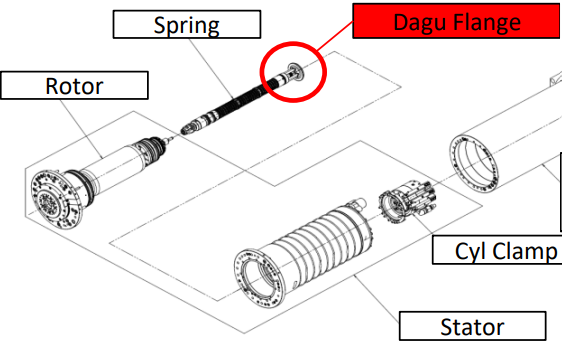 Spring
Dagu Flange
Rotor
Cyl Clamp
Stator